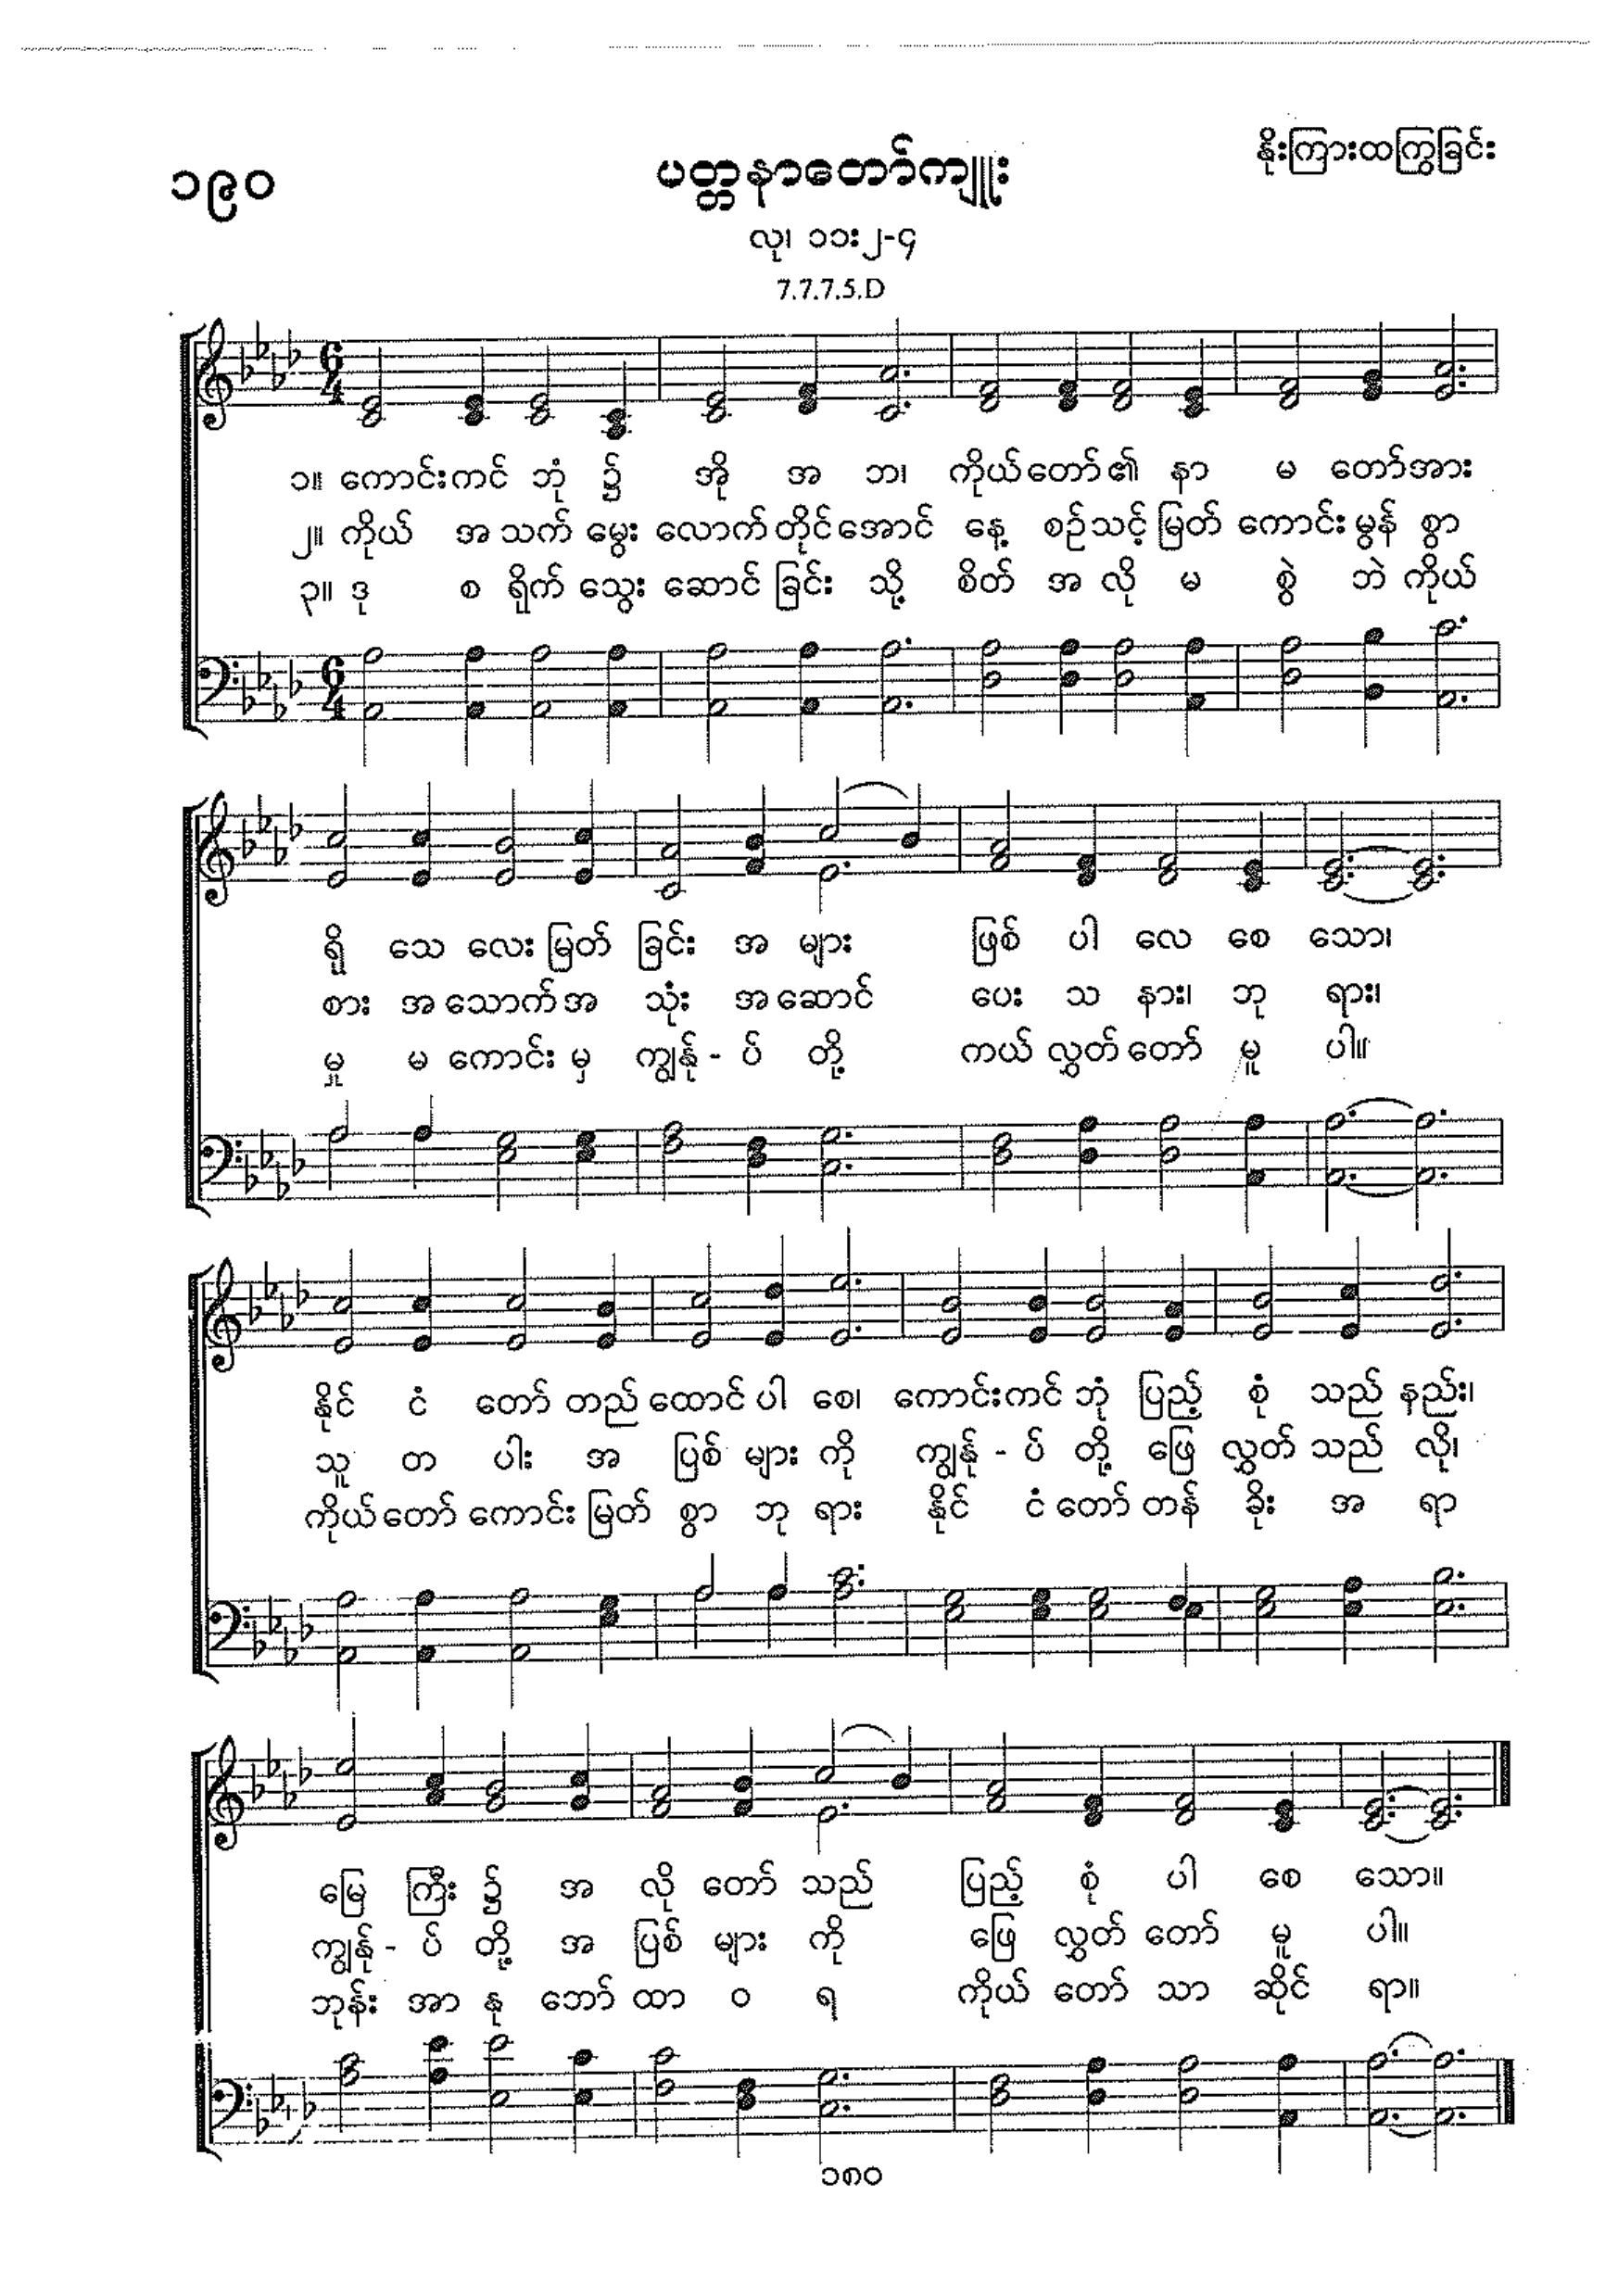 ၁၉၀
ပတ္တနာတော်ကျူး
နိုးကြားထကြွခြင်း
လု၊ ၁၁း၂-၄
7.7.7.5.D
၁။ ကောင်းကင် ဘုံ ၌ အို အ ဘ၊ ကိုယ်တော်၏ နာ မ တော်အား
၂။ ကိုယ် အ သက် မွေး လောက် တိုင်အောင် နေ့ စဉ်သင့် မြတ် ကောင်း မွန် စွာ
၃။ ဒု စ ရိုက် သွေး ဆောင် ခြင်း သို့ စိတ် အ လို မ စွဲ ဘဲ ကိုယ်
ရို သေ လေး မြတ် ခြင်း အ များ ဖြစ် ပါ လေ စေ သော၊
စား အ သောက် အ သုံး အ ဆောင် ပေး သ နား၊ ဘု ရား၊
မှု မ ကောင်း မှ ကျွန်ု - ပ် တို့ ကယ် လွှတ် တော် မူ ပါ။
နိုင် ငံ တော် တည် ထောင် ပါ စေ၊ ကောင်းကင် ဘုံ ပြည့် စုံ သည် နည်း၊
သူ တ ပါး အ ပြစ် များ ကို ကျွန်ု - ပ် တို့ ဖြေ လွှတ် သည် လို၊
ကိုယ်တော် ကောင်း မြတ် စွာ ဘု ရား နိုင် ငံ တော် တန် ခိုး အ ရာ
မြေ ကြီး ၌ အ လို တော် သည် ပြည့် စုံ ပါ စေ သော။
ကျွန်ု - ပ် တို့ အ ပြစ် များ ကို ဖြေ လွှတ် တော် မူ ပါ။
ဘုန်း အာ နု ဘော် ထာ ဝ ရ ကိုယ် တော် သာ ဆိုင် ရာ။
၁၈၀